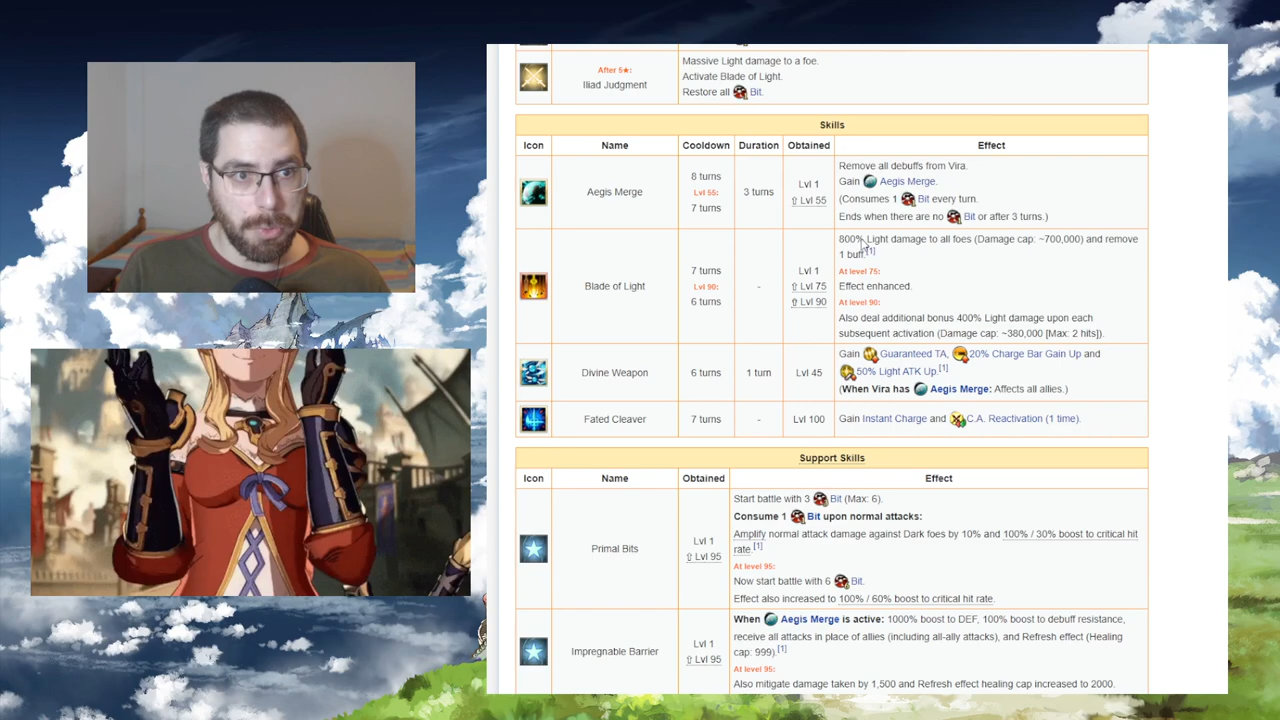 After 5★:
Iliad Judgment
Massive Light damage to a foe.
Activate Blade of Light.
Restore all Bit.
Skills
Icon Name Cooldown Duration Obtained Effect
Aegis Merge
8 turns
Lvl 55:
7 turns
3 turns
Lvl 1
⇧ Lvl 55
Remove all debuffs from Vira.
Gain Aegis Merge.
(Consumes 1 Bit every turn.
Ends when there are no Bit or after 3 turns.)
Blade of Light
7 turns
Lvl 90:
6 turns
-
Lvl 1
⇧ Lvl 75
⇧ Lvl 90
800% Light damage to all foes (Damage cap: ~700,000) and remove
1 buff.[1]
At level 75:
Effect enhanced.
At level 90:
Also deal additional bonus 400% Light damage upon each
subsequent activation (Damage cap: ~380,000 [Max: 2 hits]).
Divine Weapon
6 turns
1 turn
Lvl 45
Gain Guaranteed TA, 20% Charge Bar Gain Up and
50% Light ATK Up.[1]
(When Vira has Aegis Merge: Affects all allies.)
Fated Cleaver
7 turns
-
Lvl 100
Gain Instant Charge and C.A. Reactivation (1 time).
Support Skills
Icon Name Obtained Effect
Primal Bits
Lvl 1
⇧ Lvl 95
Start battle with 3 Bit (Max: 6).
Consume 1 Bit upon normal attacks:
Amplify normal attack damage against Dark foes by 10% and 100% / 30% boost to critical hit
rate.[1]
At level 95:
Now start battle with 6 Bit.
Effect also increased to 100% / 60% boost to critical hit rate.
Impregnable Barrier
Lvl 1
⇧ Lvl 95
When Aegis Merge is active: 1000% boost to DEF, 100% boost to debuff resistance,
receive all attacks in place of allies (including all-ally attacks), and Refresh effect (Healing
cap: 999).[1]
At level 95:
Also mitigate damage taken by 1,500 and Refresh effect healing cap increased to 2000.